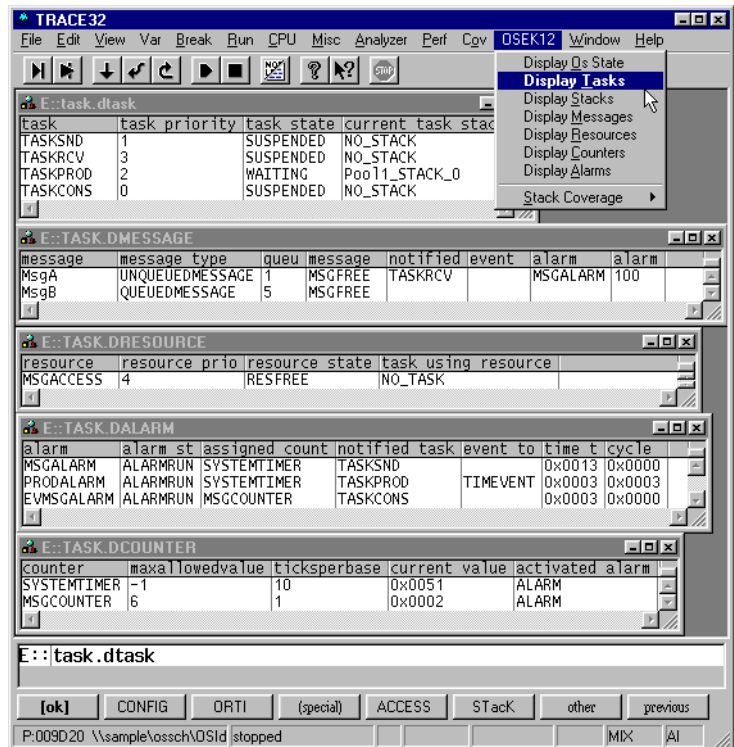 TRACE32
File Edit View Var Break Run CPU Misc Analyzer Perf Cov OSEK12 Window Help
Display Os State
Display Tasks
Display Stacks
Display Messages
Display Resources
Display Counters
Display Alarms
Stack Coverage
NOP
STOP
E::task.dtask
task task priority task state current task stac
TASKSND 1 SUSPENDED NO_STACK
TASKRCV 3 SUSPENDED NO_STACK
TASKPROD 2 WAITING Pool1_STACK_0
TASKCONS 0 SUSPENDED NO_STACK
E::TASK.DMESSAGE
message message type queu message notified event alarm alarm
MsgA UNQUEUEDMESSAGE 1 MSGFREE TASKRCV MSGALARM 100
MsgB QUEUEDMESSAGE 5 MSGFREE
E::TASK.DRESOURCE
resource resource prio resource state task using resource
MSGACCESS 4 RESFREE NO_TASK
E::TASK.DALARM
alarm alarm st assigned count notified task event to time t cycle
MSGALARM ALARMRUN SYSTEMTIMER TASKSND 0x0013 0x0000
PRODALARM ALARMRUN SYSTEMTIMER TASKPROD TIMEVENT 0x0003 0x0003
EVMSGALARM ALARMRUN MSGCOUNTER TASKCONS 0x0003 0x0000
E::TASK.DCOUNTER
counter maxallowedvalue ticksperbase current value activated alarm
SYSTEMTIMER -1 10 0x0051 ALARM
MSGCOUNTER 6 1 0x0002 ALARM
E::task.dtask
[ok] CONFIG ORTI (special) ACCESS STacK other previous
P:009D20 \\sample\ossch\OSId stopped MIX AI